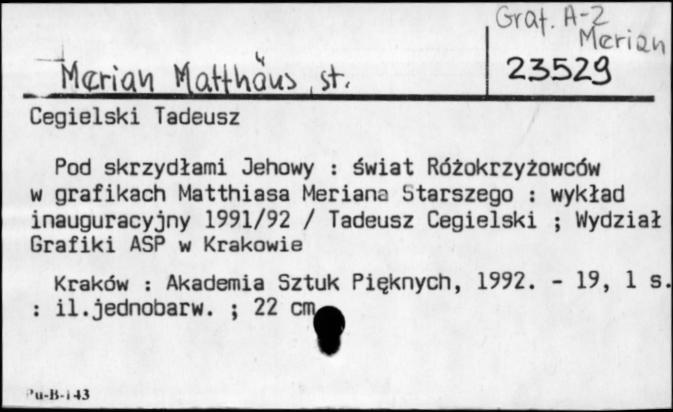 Graf. A-Z
Merian
Merian Matthäus, st.
23529
Cegielski Tadeusz
Pod skrzydłami Jehowy : świat Różokrzyżowców
w grafikach Matthiasa Meriana Starszego : wykład
inauguracyjny 1991/92 / Tadeusz Cegielski ; Wydział
Grafiki ASP w Krakowie
Kraków : Akademia Sztuk Pięknych, 1992. - 19, 1 s.
: il.jednobarw. ; 22 cm
Pu-B-143